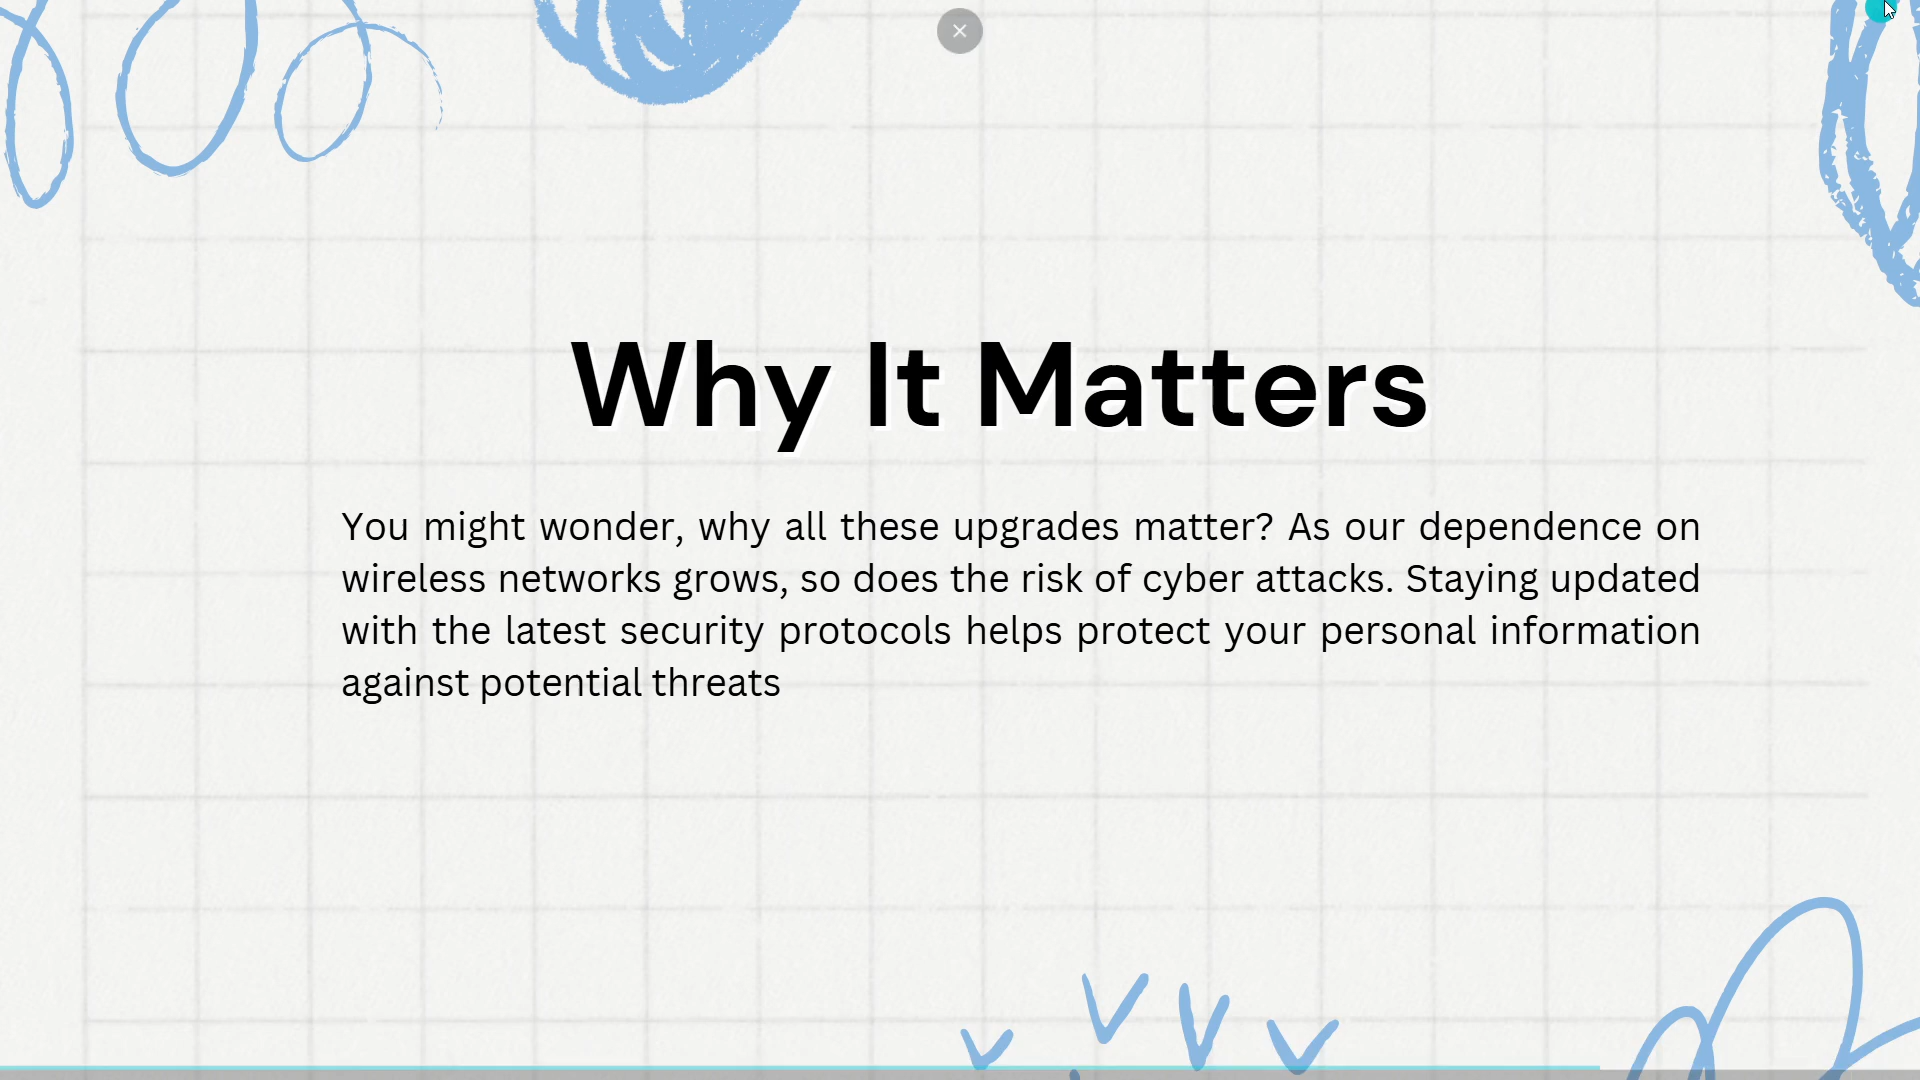 Why It Matters
You might wonder, why all these upgrades matter? As our dependence on
wireless networks grows, so does the risk of cyber attacks. Staying updated
with the latest security protocols helps protect your personal information
against potential threats